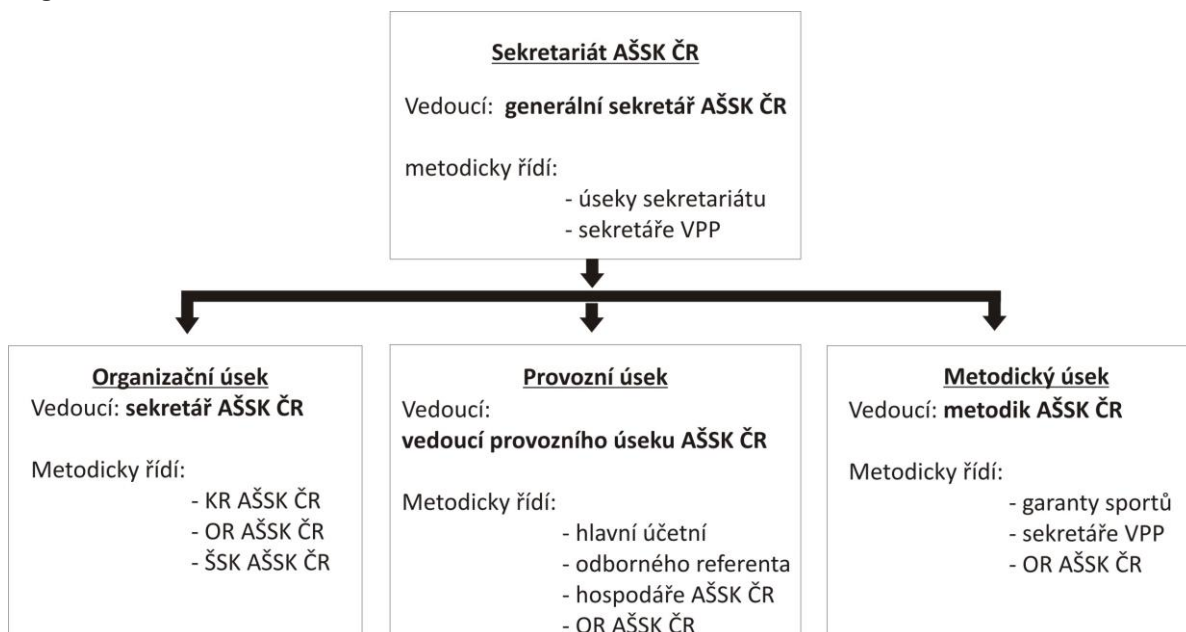 Sekretariát AŠSK ČR
Vedoucí: generální sekretář AŠSK ČR
metodicky řídí:
- úseky sekretariátu
- sekretáře VPP
Organizační úsek
Vedoucí: sekretář AŠSK ČR
Metodicky řídí:
- KR AŠSK ČR
- OR AŠSK ČR
- ŠSK AŠSK ČR
Provozní úsek
Vedoucí:
vedoucí provozního úseku AŠSK ČR
Metodicky řídí:
- hlavní účetní
- odborného referenta
- hospodáře AŠSK ČR
- OR AŠSK ČR
Metodický úsek
Vedoucí: metodik AŠSK ČR
Metodicky řídí:
- garanty sportů
- sekretáře VPP
- OR AŠSK ČR